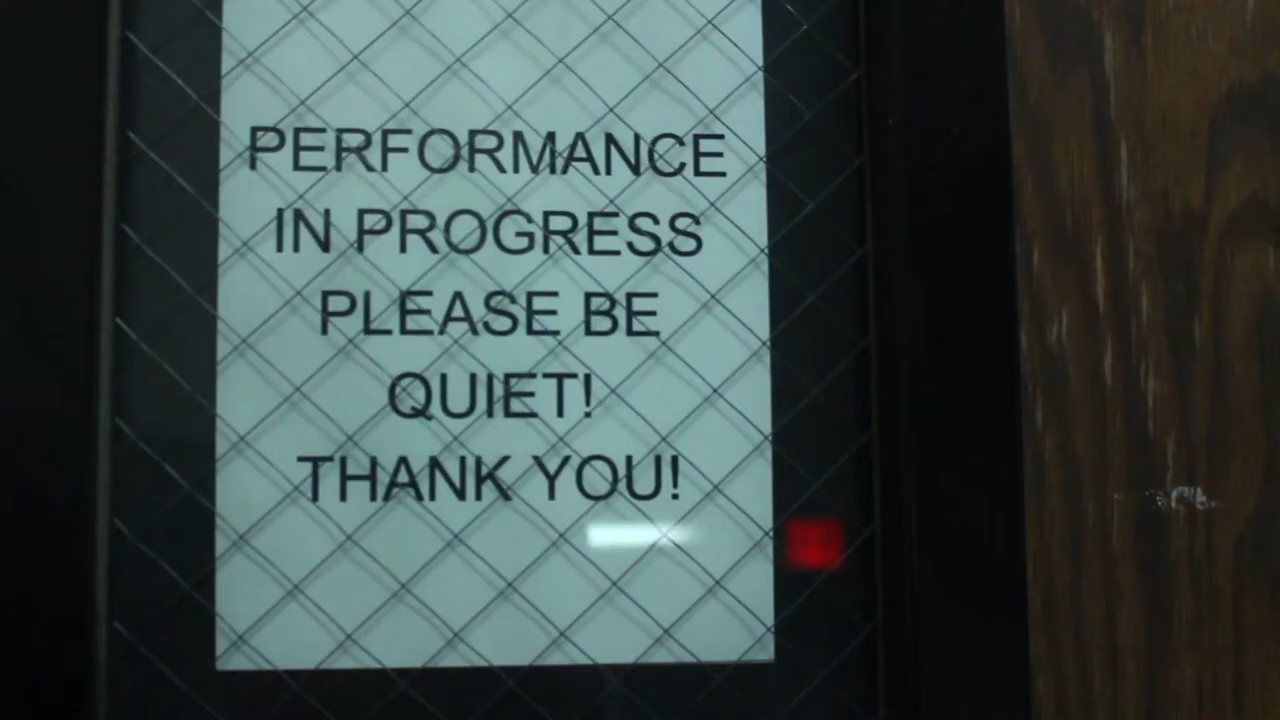 PERFORMANCE
IN PROGRESS
PLEASE BE
QUIET!
THANK YOU!